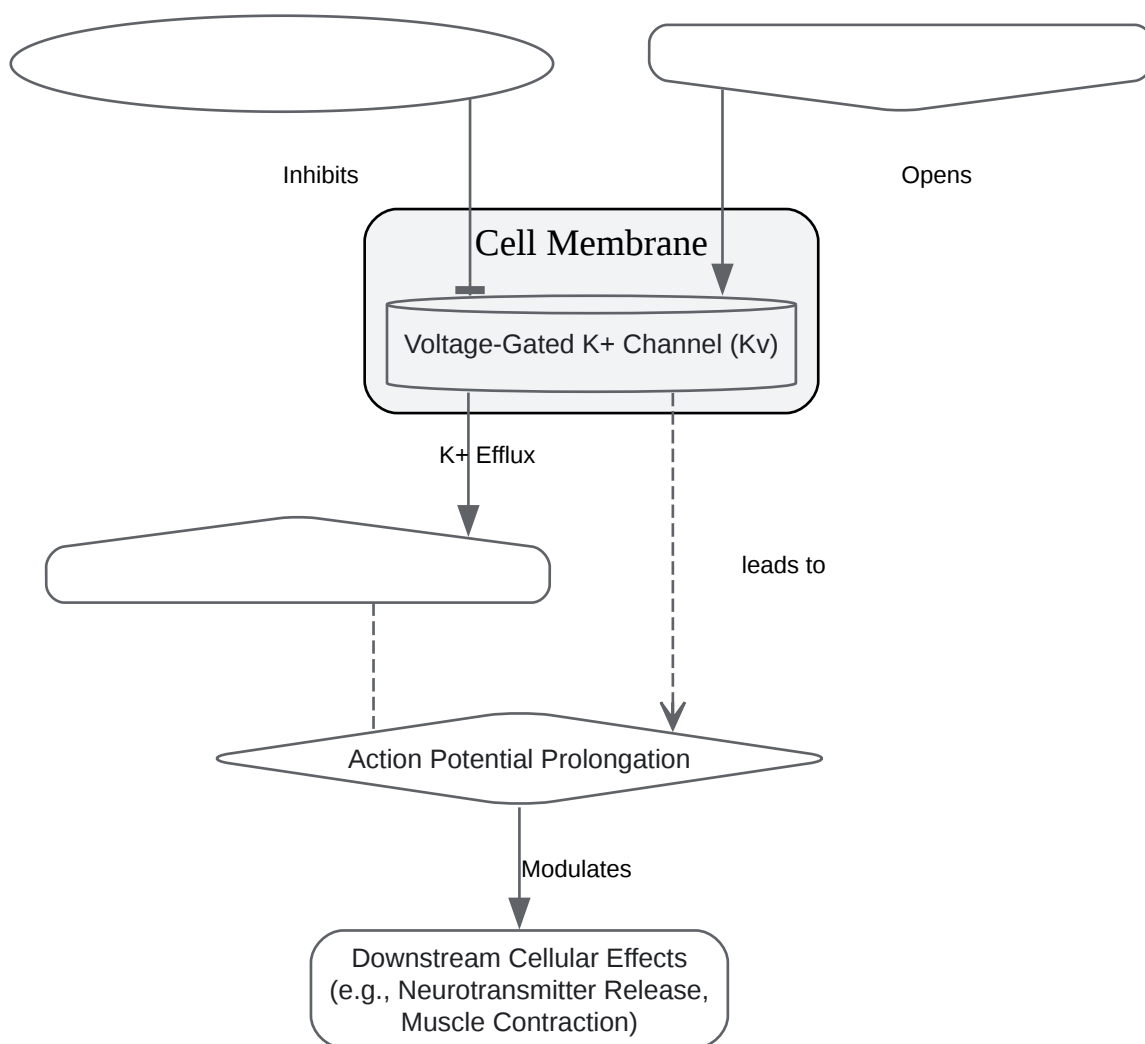 Inhibits
Opens
Cell Membrane
Voltage-Gated K+ Channel (Kv)
K+ Efflux
leads to
Action Potential Prolongation
Modulates
Downstream Cellular Effects
(e.g., Neurotransmitter Release,
Muscle Contraction)